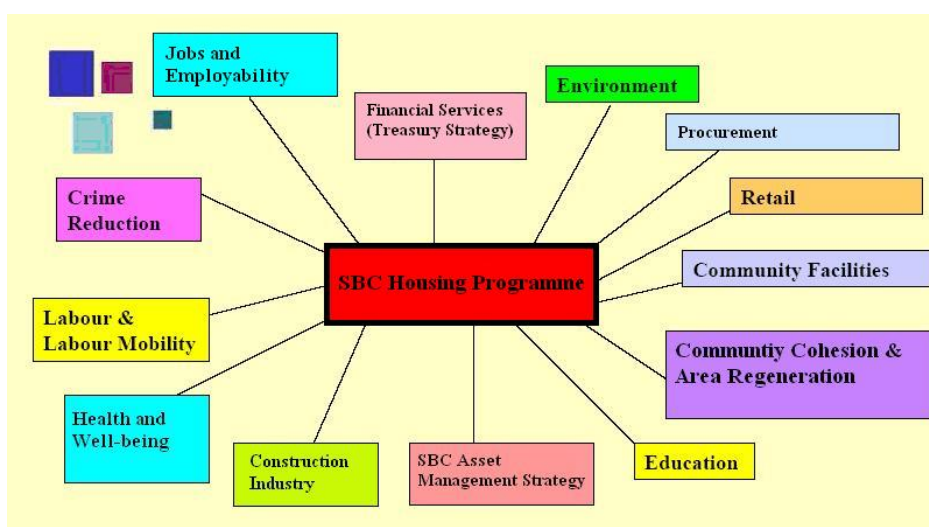 Jobs and
Employability
Financial Services
(Treasury Strategy)
Environment
Procurement
Crime
Reduction
Retail
SBC Housing Programme
Community Facilities
Labour &
Labour Mobility
Communtiy Cohesion &
Area Regeneration
Health and
Well-being
Construction
Industry
SBC Asset
Management Strategy
Education